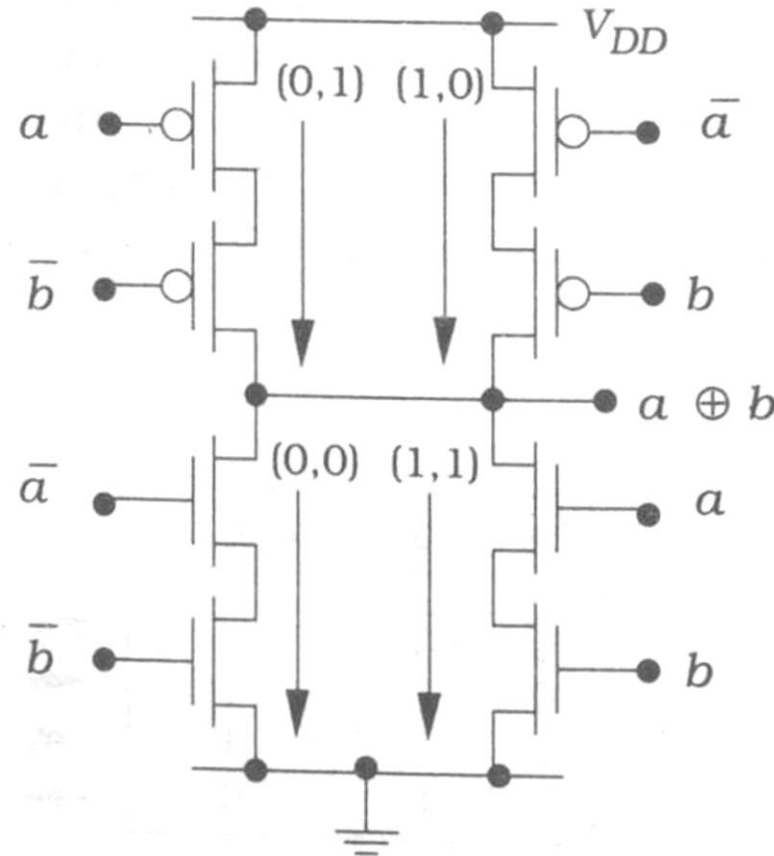 V_DD
(0,1) (1,0)
a
a̅
b̅
b
a ⊕ b
(0,0) (1,1)
a̅
a
b̅
b